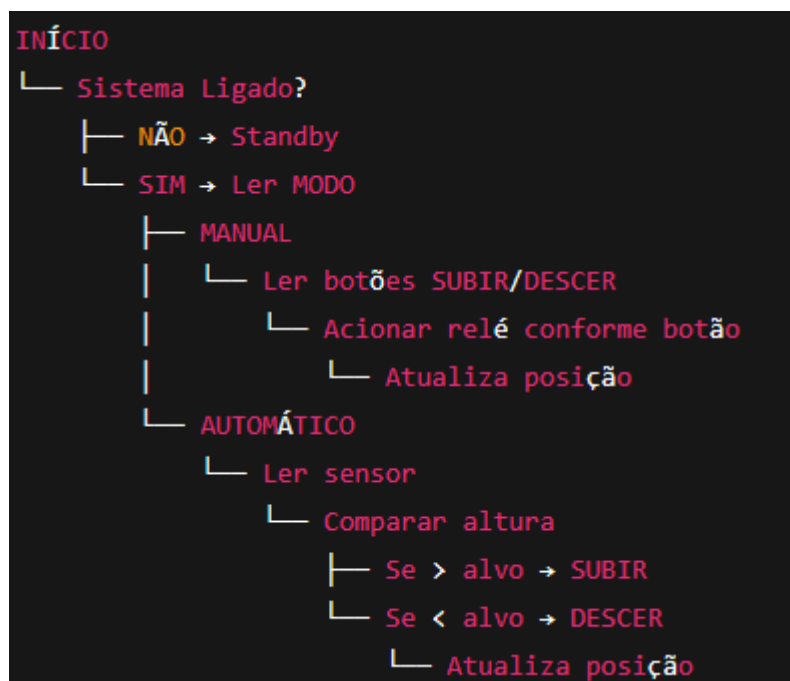 INÍCIO
└── Sistema Ligado?
    ├── NÃO → Standby
    └── SIM → Ler MODO
        ├── MANUAL
        │   └── Ler botões SUBIR/DESCER
        │       └── Acionar relé conforme botão
        │           └── Atualiza posição
        └── AUTOMÁTICO
            └── Ler sensor
                └── Comparar altura
                    ├── Se > alvo → SUBIR
                    └── Se < alvo → DESCER
                        └── Atualiza posição